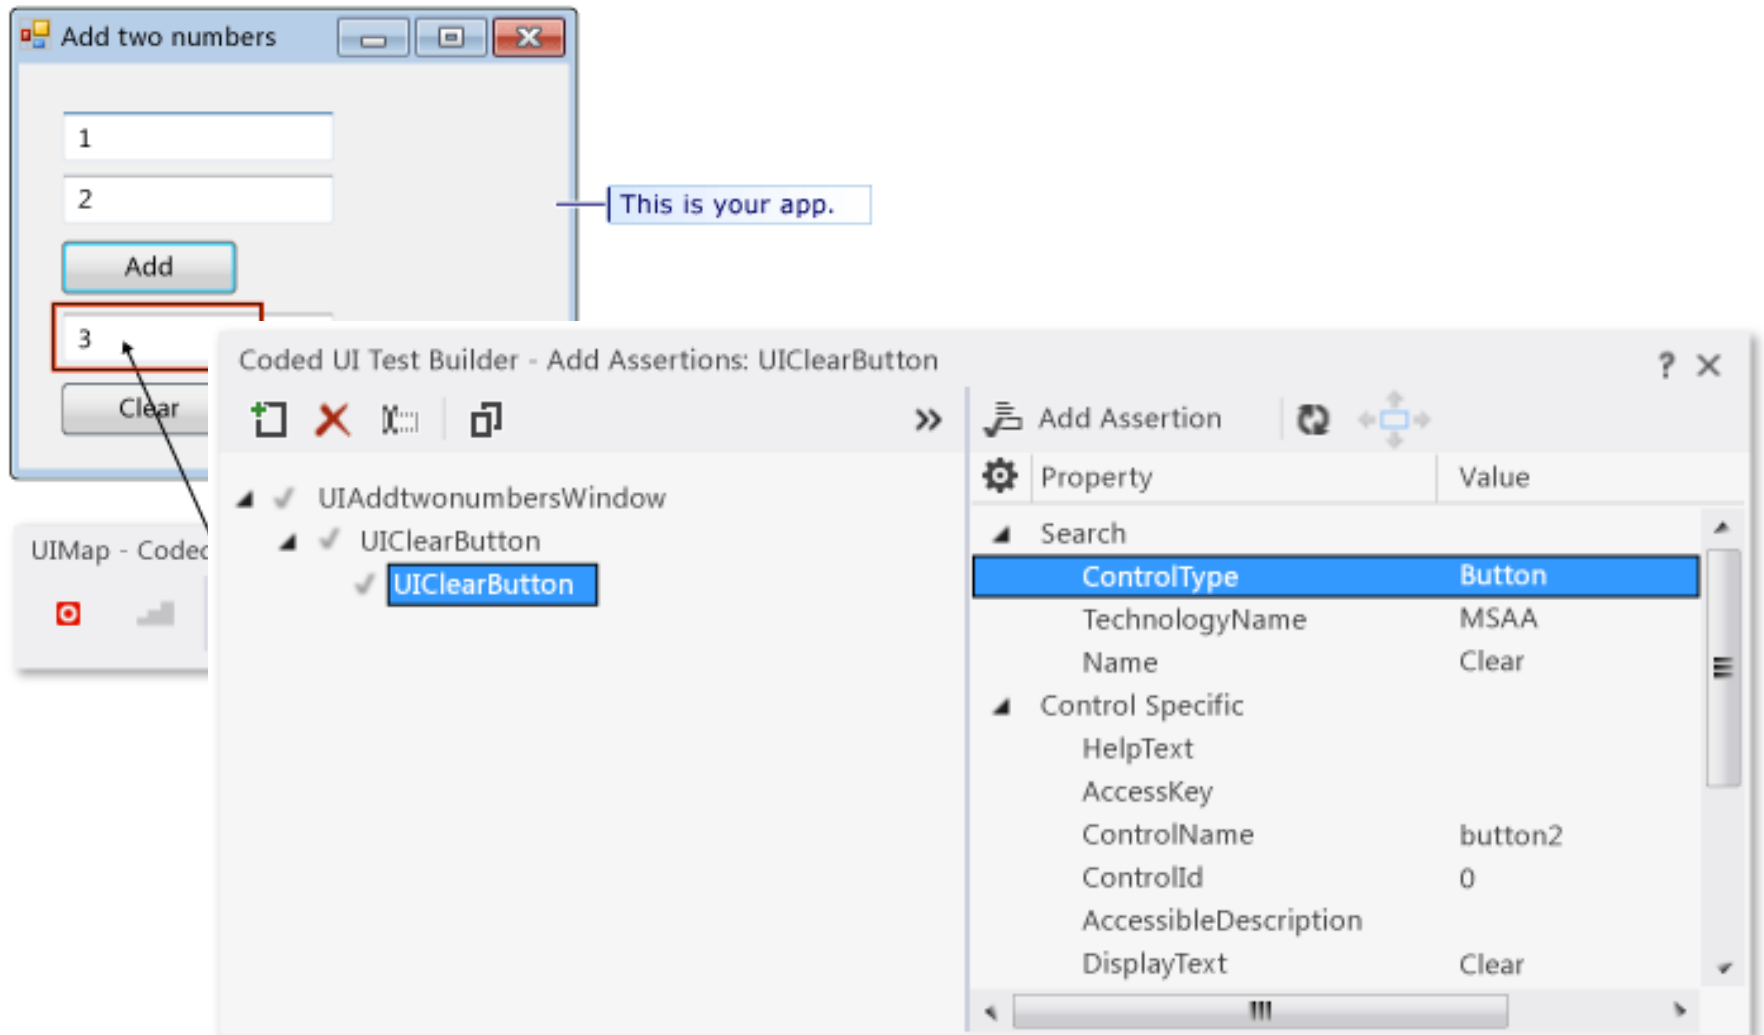 Add two numbers
1
2
This is your app.
Add
3
Clear
UIMap - Coded
Coded UI Test Builder - Add Assertions: UIClearButton
? 
Add Assertion
Property Value
UIAddtwonumbersWindow
UIClearButton
UIClearButton
Search
ControlType Button
TechnologyName MSAA
Name Clear
Control Specific
HelpText
AccessKey
ControlName button2
ControlId 0
AccessibleDescription
DisplayText Clear